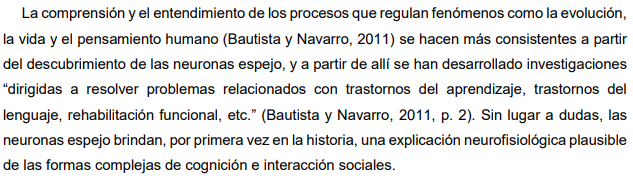 La comprensión y el entendimiento de los procesos que regulan fenómenos como la evolución,
la vida y el pensamiento humano (Bautista y Navarro, 2011) se hacen más consistentes a partir
del descubrimiento de las neuronas espejo, y a partir de allí se han desarrollado investigaciones
“dirigidas a resolver problemas relacionados con trastornos del aprendizaje, trastornos del
lenguaje, rehabilitación funcional, etc.” (Bautista y Navarro, 2011, p. 2). Sin lugar a dudas, las
neuronas espejo brindan, por primera vez en la historia, una explicación neurofisiológica plausible
de las formas complejas de cognición e interacción sociales.